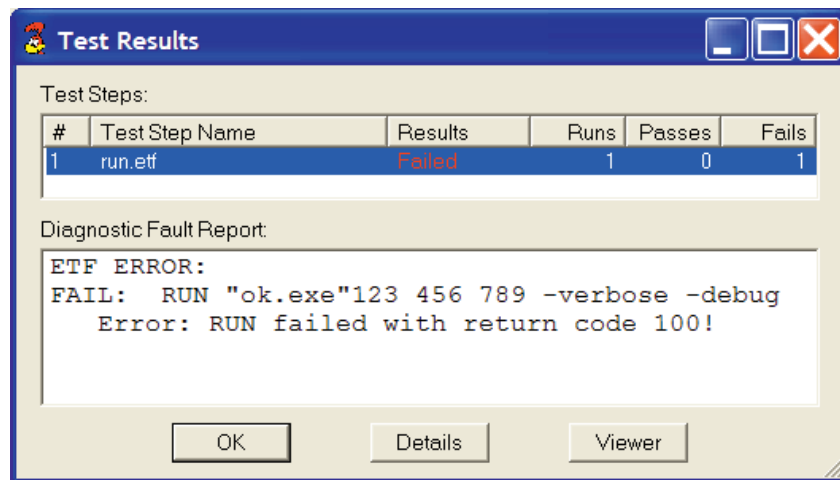 Test Results
Test Steps:
# Test Step Name Results Runs Passes Fails
1 run.etf Failed 1 0 1
Diagnostic Fault Report:
ETF ERROR:
FAIL:  RUN "ok.exe"123 456 789 -verbose -debug
   Error: RUN failed with return code 100!
OK Details Viewer